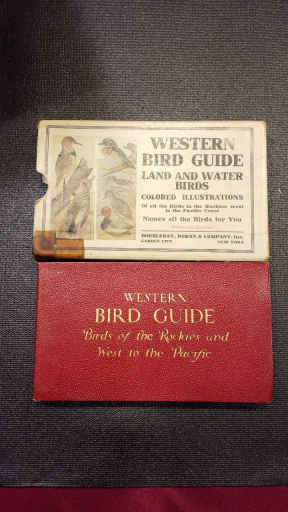 WESTERN
BIRD GUIDE
LAND AND WATER
BIRDS
COLORED ILLUSTRATIONS
Of all the Birds in the Rockies west
to the Pacific Coast
Names all the Birds for You
DOUBLEDAY, DORAN & COMPANY, Inc.
GARDEN CITY NEW YORK
WESTERN
BIRD GUIDE
Birds of the Rockies and
West to the Pacific